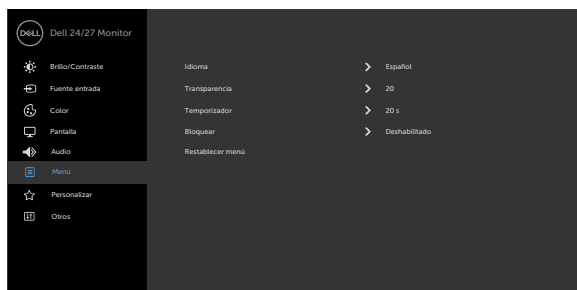 DELL Dell 24/27 Monitor
Brillo/Contraste Idioma Español
Fuente entrada Transparencia 20
Color Temporizador 20 s
Pantalla Bloquear Deshabilitado
Audio Restablecer menú
Menú
Personalizar
Otros